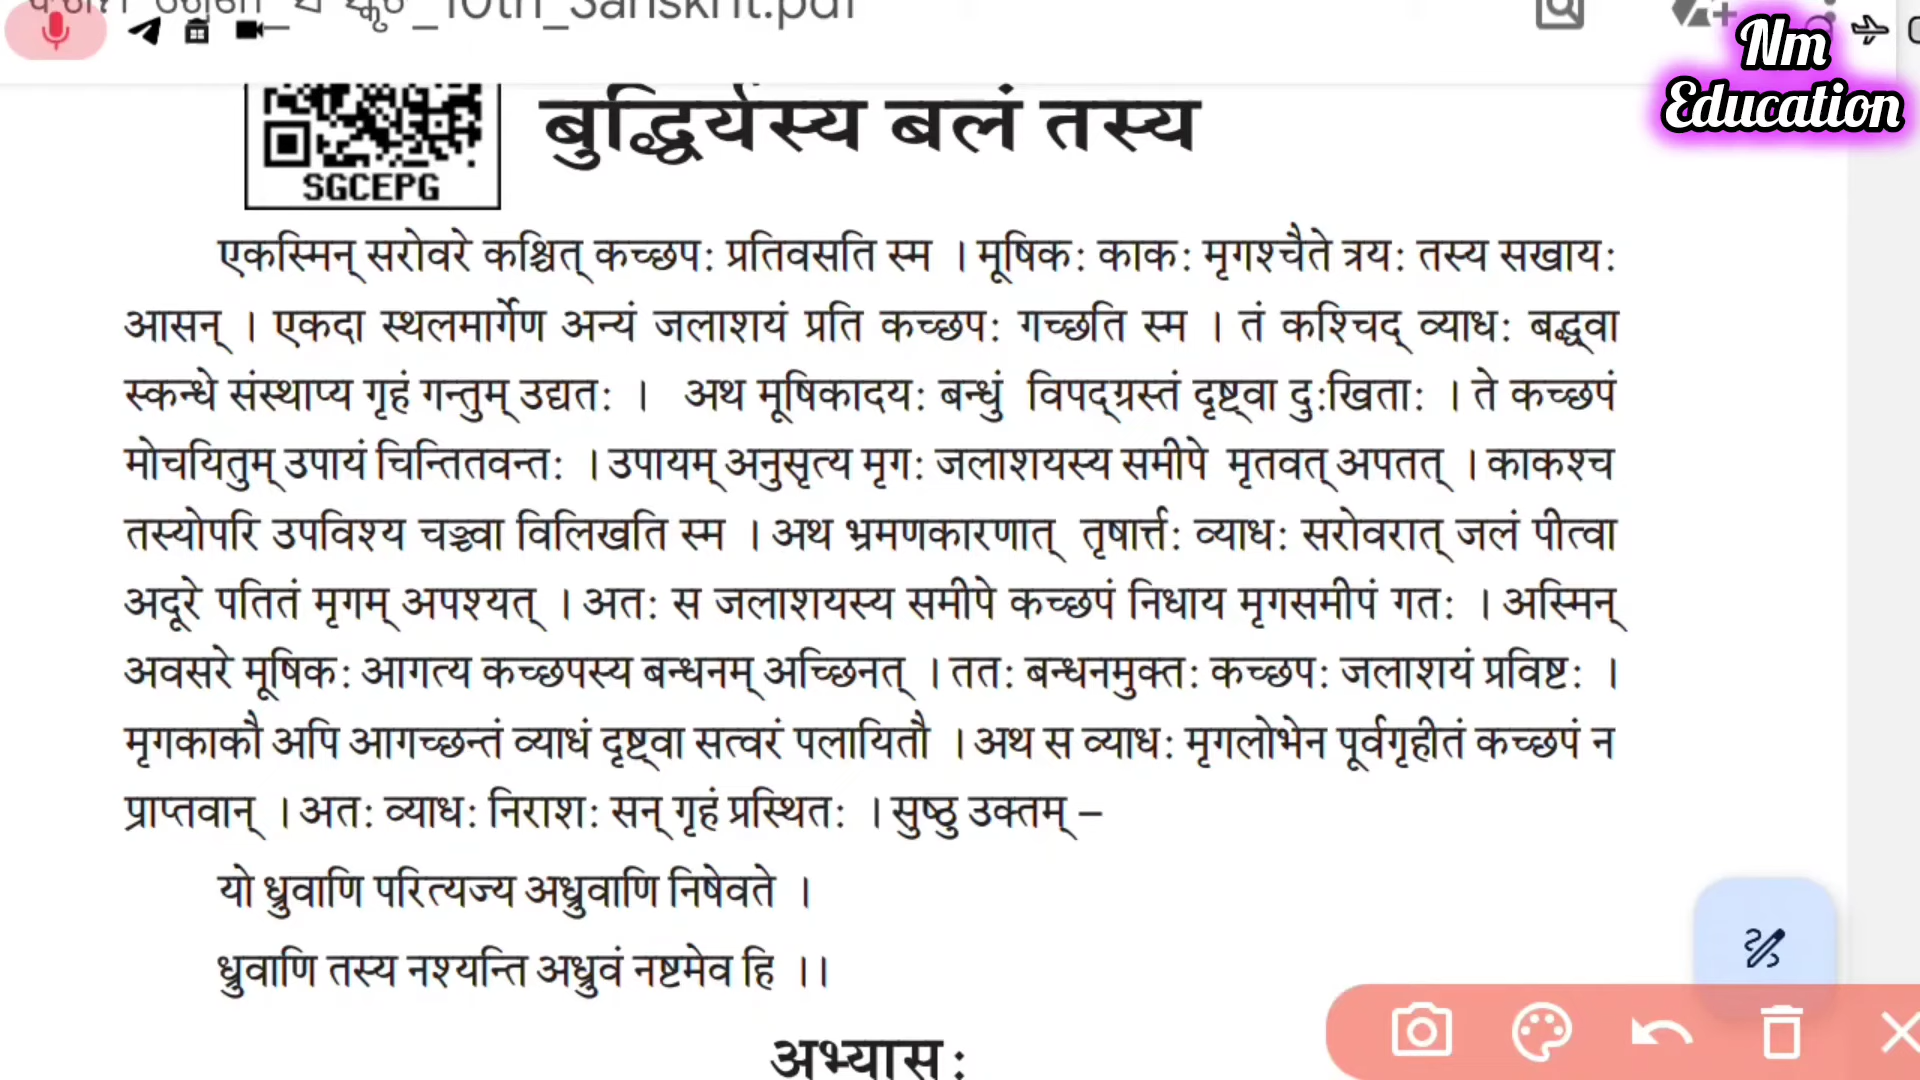 _10th_Sanskrit.pdf
Nm
Education
SGCEPG
बुद्धिर्यस्य बलं तस्य
एकस्मिन् सरोवरे कश्चित् कच्छपः प्रतिवसति स्म । मूषिकः काकः मृगश्चैते त्रयः तस्य सखायः
आसन् । एकदा स्थलमार्गेण अन्यं जलाशयं प्रति कच्छपः गच्छति स्म । तं कश्चिद् व्याधः बद्ध्वा
स्कन्धे संस्थाप्य गृहं गन्तुम् उद्यतः । अथ मूषिकादयः बन्धुं विपद्ग्रस्तं दृष्ट्वा दुःखिताः । ते कच्छपं
मोचयितुम् उपायं चिन्तितवन्तः । उपायम् अनुसृत्य मृगः जलाशयस्य समीपे मृतवत् अपतत् । काकश्च
तस्योपरि उपविश्य चञ्च्वा विलिखति स्म । अथ भ्रमणकारणात् तृषार्त्तः व्याधः सरोवरात् जलं पीत्वा
अदूरे पतितं मृगम् अपश्यत् । अतः स जलाशयस्य समीपे कच्छपं निधाय मृगसमीपं गतः । अस्मिन्
अवसरे मूषिकः आगत्य कच्छपस्य बन्धनम् अच्छिनत् । ततः बन्धनमुक्तः कच्छपः जलाशयं प्रविष्टः ।
मृगकाकौ अपि आगच्छन्तं व्याधं दृष्ट्वा सत्वरं पलायितौ । अथ स व्याधः मृगलोभेन पूर्वगृहीतं कच्छपं न
प्राप्तवान् । अतः व्याधः निराशः सन् गृहं प्रस्थितः । सुष्ठु उक्तम् –
यो ध्रुवाणि परित्यज्य अध्रुवाणि निषेवते ।
ध्रुवाणि तस्य नश्यन्ति अध्रुवं नष्टमेव हि ।।
अभ्यासः